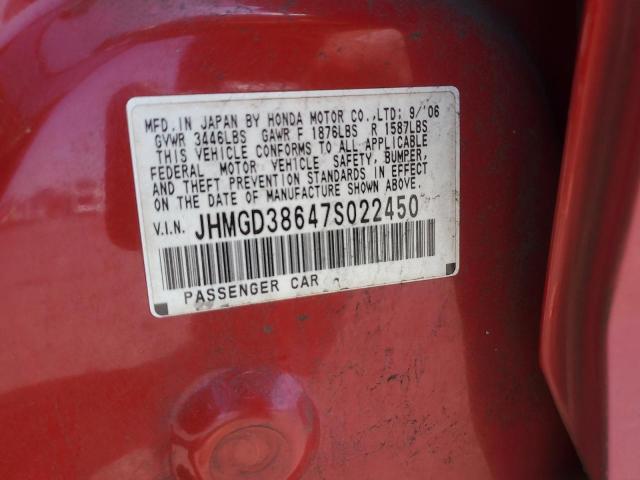 MFD.IN JAPAN BY HONDA MOTOR CO.,LTD: 9/'06
GVWR 3446LBS GAWR F 1876LBS R 1587LBS
THIS VEHICLE CONFORMS TO ALL APPLICABLE
FEDERAL MOTOR VEHICLE SAFETY, BUMPER,
AND THEFT PREVENTION STANDARDS IN EFFECT
ON THE DATE OF MANUFACTURE SHOWN ABOVE.
V.I.N. JHMGD38647S022450
PASSENGER CAR